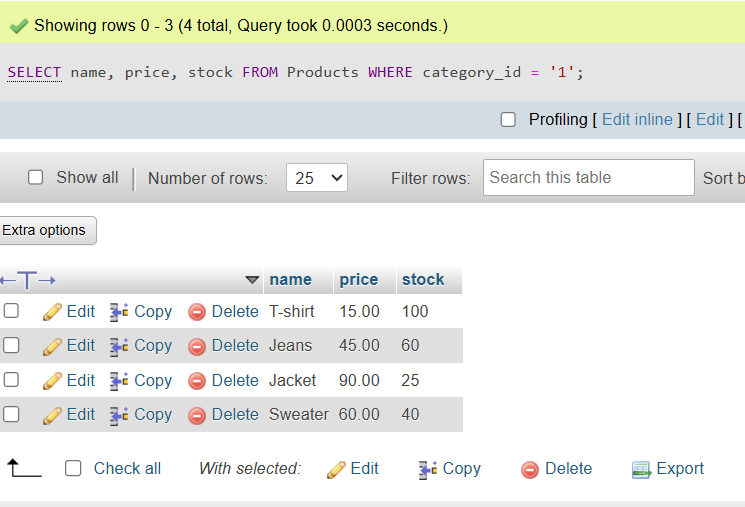 Showing rows 0 - 3 (4 total, Query took 0.0003 seconds.)
SELECT name, price, stock FROM Products WHERE category_id = '1';
Profiling [ Edit inline ] [ Edit ] [
Show all Number of rows: 25 Filter rows: Search this table Sort b
Extra options
name price stock
Edit Copy Delete T-shirt 15.00 100
Edit Copy Delete Jeans 45.00 60
Edit Copy Delete Jacket 90.00 25
Edit Copy Delete Sweater 60.00 40
Check all With selected: Edit Copy Delete Export